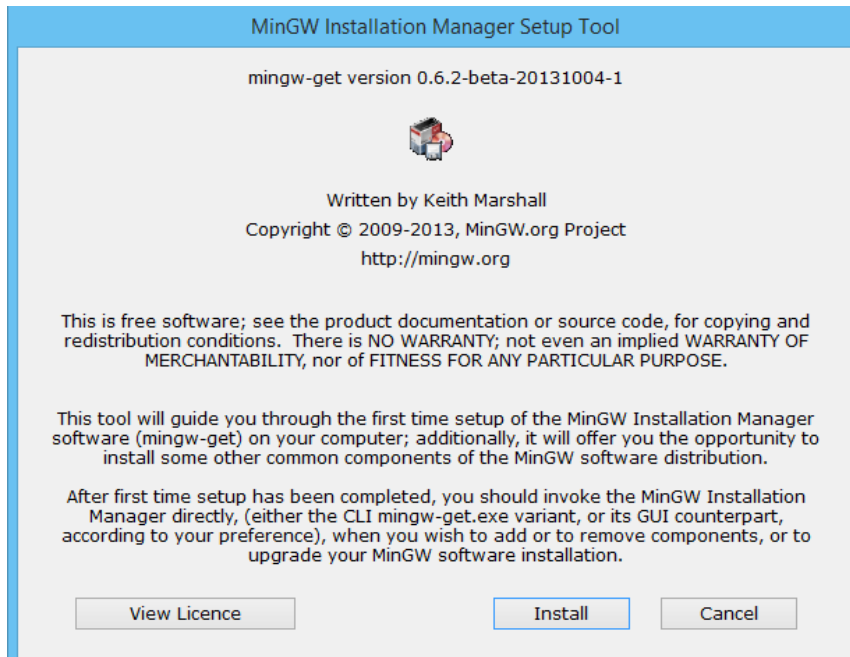 MinGW Installation Manager Setup Tool
mingw-get version 0.6.2-beta-20131004-1
Written by Keith Marshall
Copyright © 2009-2013, MinGW.org Project
http://mingw.org
This is free software; see the product documentation or source code, for copying and
redistribution conditions.  There is NO WARRANTY; not even an implied WARRANTY OF
MERCHANTABILITY, nor of FITNESS FOR ANY PARTICULAR PURPOSE.
This tool will guide you through the first time setup of the MinGW Installation Manager
software (mingw-get) on your computer; additionally, it will offer you the opportunity to
install some other common components of the MinGW software distribution.
After first time setup has been completed, you should invoke the MinGW Installation
Manager directly, (either the CLI mingw-get.exe variant, or its GUI counterpart,
according to your preference), when you wish to add or to remove components, or to
upgrade your MinGW software installation.
View Licence
Install
Cancel